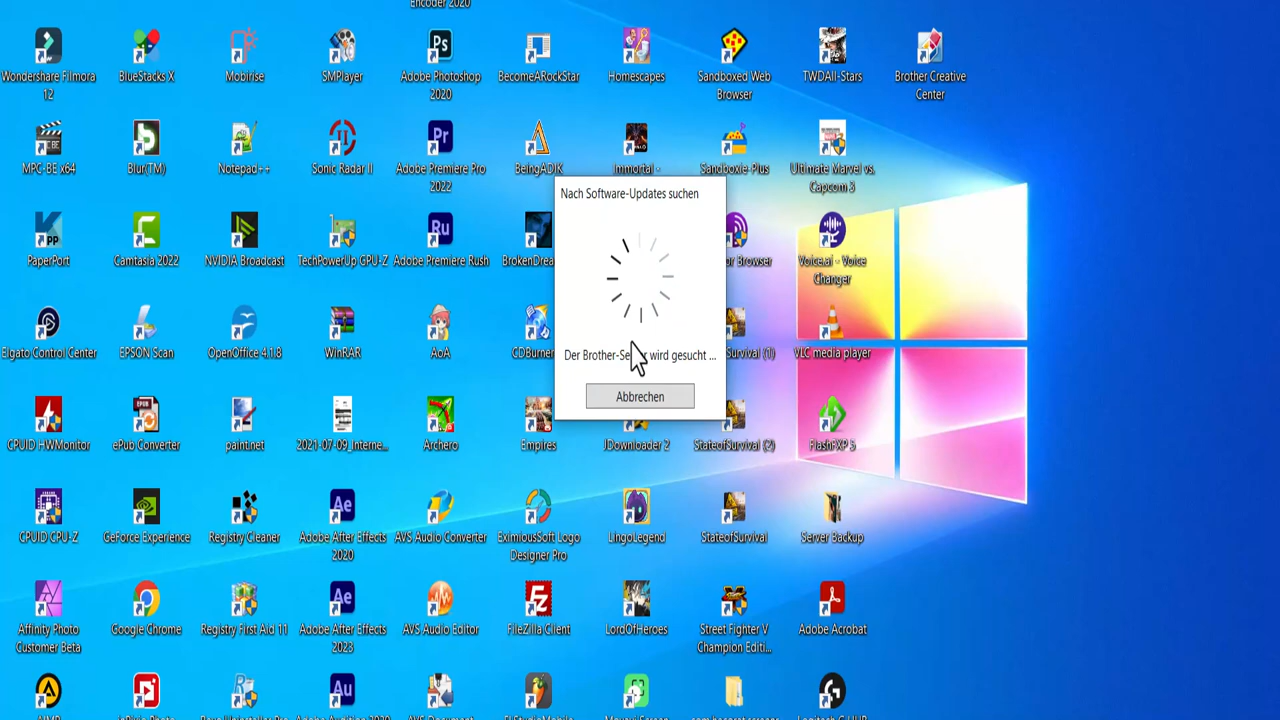 Encoder 2020
Wondershare Filmora
12
BlueStacks X
Mobirise
SMPlayer
Adobe Photoshop
2020
BecomeARockStar
Homescapes
Sandboxed Web
Browser
TWDAll-Stars
Brother Creative
Center
MPC-BE x64
Blur(TM)
Notepad++
Sonic Radar II
Adobe Premiere Pro
2022
BeingADIK
Immortal -
Sandboxie-Plus
Ultimate Marvel vs.
Capcom 3
Nach Software-Updates suchen
Der Brother-Se wird gesucht ...
Abbrechen
PaperPort
Camtasia 2022
NVIDIA Broadcast
TechPowerUp GPU-Z
Adobe Premiere Rush
BrokenDrea
or Browser
Voice.ai - Voice
Changer
Elgato Control Center
EPSON Scan
OpenOffice 4.1.8
WinRAR
AoA
CDBurner
Survival (1)
VLC media player
CPUID HWMonitor
ePub Converter
paint.net
2021-07-09_Interne...
Archero
Empires
JDownloader 2
StateofSurvival (2)
FlashFXP 5
CPUID CPU-Z
GeForce Experience
Registry Cleaner
Adobe After Effects
2020
AVS Audio Converter
EximiousSoft Logo
Designer Pro
LingoLegend
StateofSurvival
Server Backup
Affinity Photo
Customer Beta
Google Chrome
Registry First Aid 11
Adobe After Effects
2023
AVS Audio Editor
FileZilla Client
LordOfHeroes
Street Fighter V
Champion Editi...
Adobe Acrobat